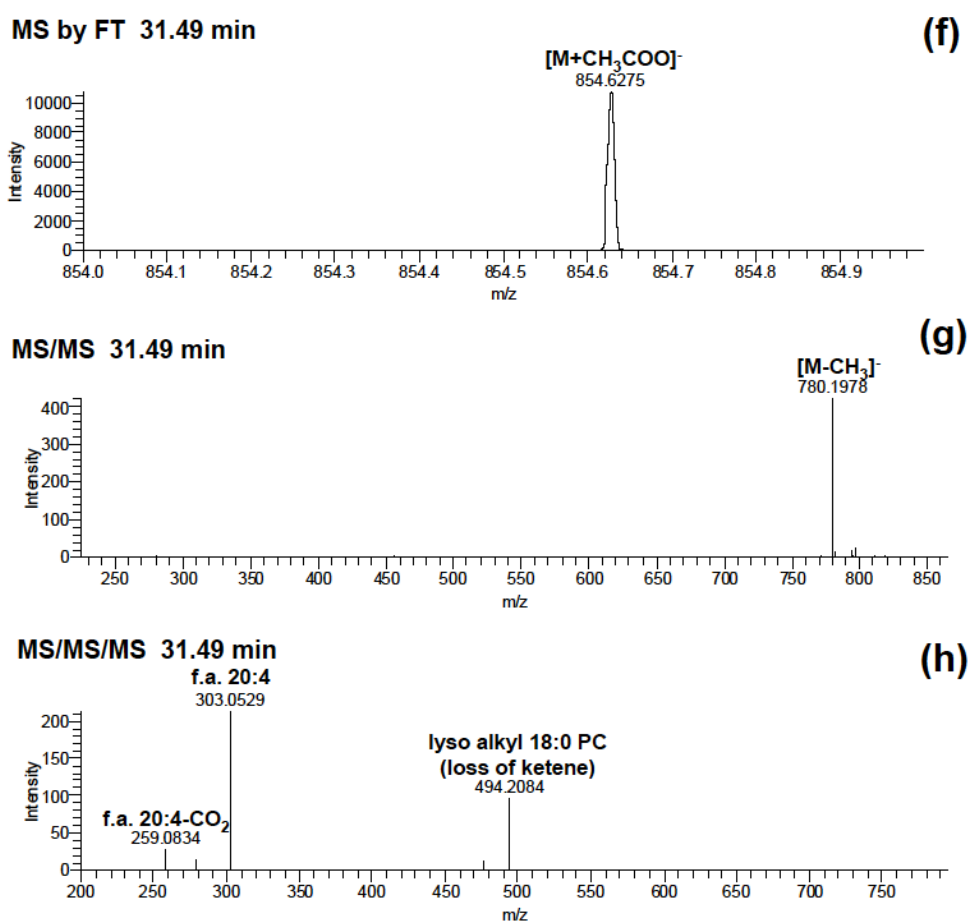 MS by FT 31.49 min
(f)
[M+CH₃COO]⁻
854.6275
Intensity
10000
8000
6000
4000
2000
0
854.0 854.1 854.2 854.3 854.4 854.5 854.6 854.7 854.8 854.9
m/z
MS/MS 31.49 min
(g)
[M-CH₃]⁻
780.1978
Intensity
400
300
200
100
0
250 300 350 400 450 500 550 600 650 700 750 800 850
m/z
MS/MS/MS 31.49 min
(h)
f.a. 20:4
303.0529
lyso alkyl 18:0 PC
(loss of ketene)
494.2084
f.a. 20:4-CO₂
259.0834
Intensity
200
150
100
50
0
200 250 300 350 400 450 500 550 600 650 700 750
m/z